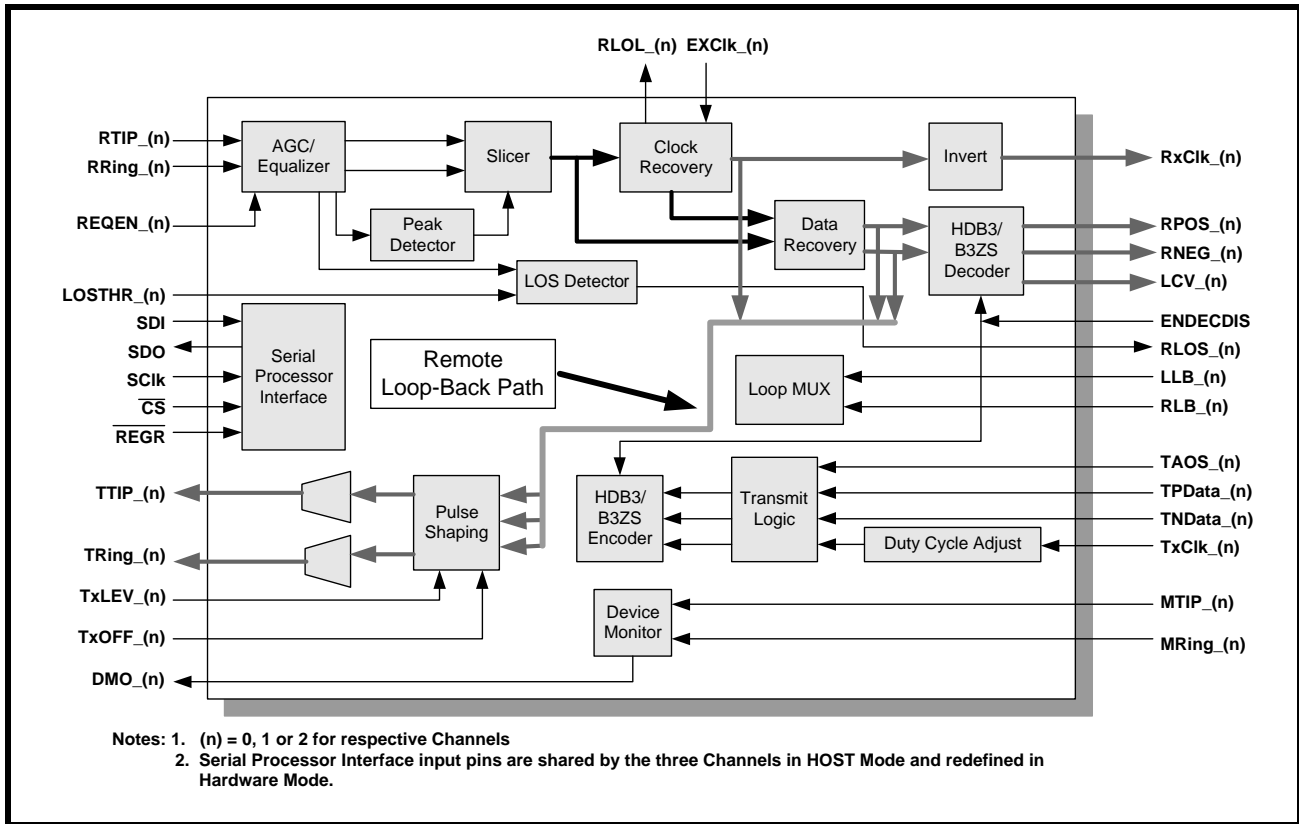 RLOL_(n) EXClk_(n)
RTIP_(n)
RRing_(n)
REQEN_(n)
LOSTHR_(n)
SDI
SDO
SClk
CS
REGR
TTIP_(n)
TRing_(n)
TxLEV_(n)
TxOFF_(n)
DMO_(n)
AGC/
Equalizer
Slicer
Clock
Recovery
Invert
Peak
Detector
Data
Recovery
HDB3/
B3ZS
Decoder
LOS Detector
Serial
Processor
Interface
Remote
Loop-Back Path
Loop MUX
Pulse
Shaping
HDB3/
B3ZS
Encoder
Transmit
Logic
Duty Cycle Adjust
Device
Monitor
RxClk_(n)
RPOS_(n)
RNEG_(n)
LCV_(n)
ENDECDIS
RLOS_(n)
LLB_(n)
RLB_(n)
TAOS_(n)
TPData_(n)
TNData_(n)
TxClk_(n)
MTIP_(n)
MRing_(n)
Notes: 1. (n) = 0, 1 or 2 for respective Channels
2. Serial Processor Interface input pins are shared by the three Channels in HOST Mode and redefined in
Hardware Mode.